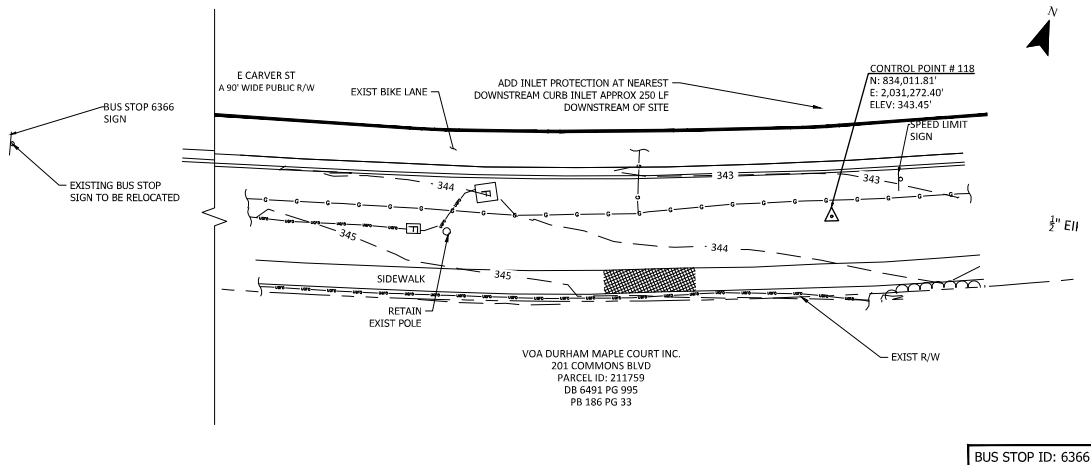 N
E CARVER ST
A 90' WIDE PUBLIC R/W
EXIST BIKE LANE
ADD INLET PROTECTION AT NEAREST
DOWNSTREAM CURB INLET APPROX 250 LF
DOWNSTREAM OF SITE
CONTROL POINT # 118
N: 834,011.81'
E: 2,031,272.40'
ELEV: 343.45'
SPEED LIMIT
SIGN
BUS STOP 6366
SIGN
EXISTING BUS STOP
SIGN TO BE RELOCATED
344
343
343
G G G G G G G G G G G G G G G
345
344
345
SIDEWALK
RETAIN
EXIST POLE
EXIST R/W
VOA DURHAM MAPLE COURT INC.
201 COMMONS BLVD
PARCEL ID: 211759
DB 6491 PG 995
PB 186 PG 33
BUS STOP ID: 6366